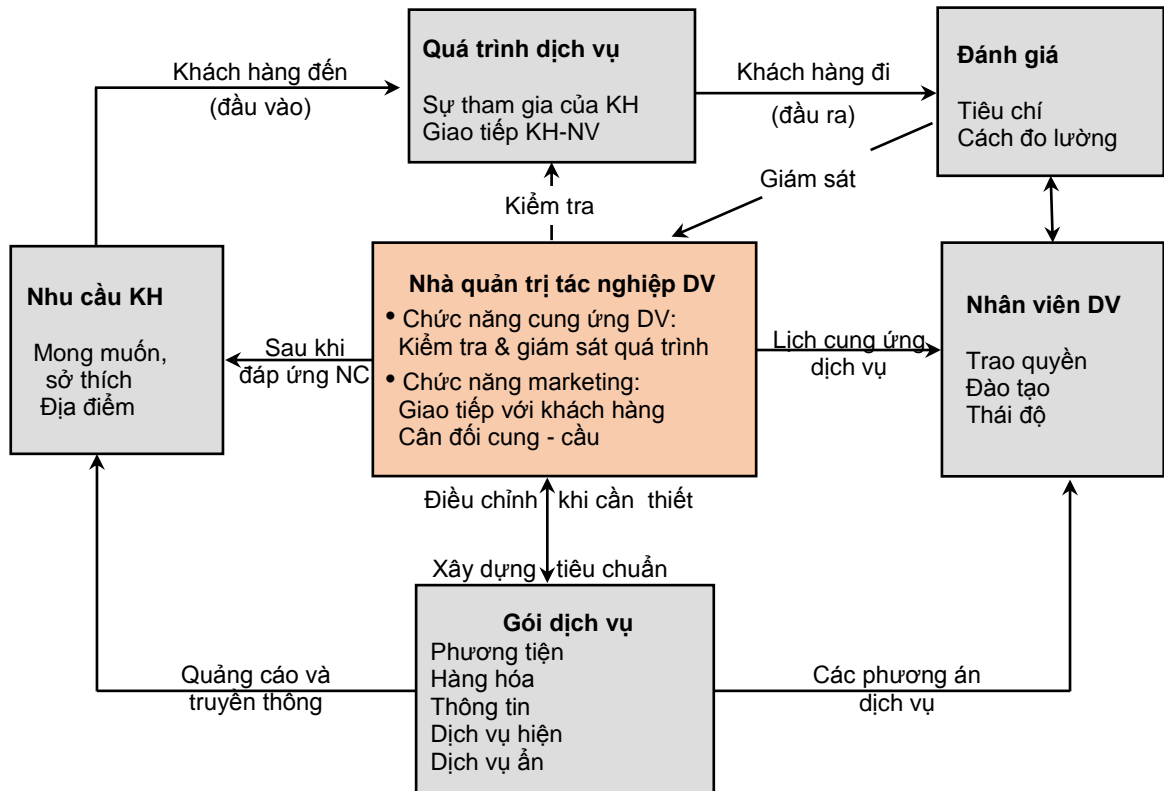 Quá trình dịch vụ
Sự tham gia của KH
Giao tiếp KH-NV
Khách hàng đến
(đầu vào)
Khách hàng đi
(đầu ra)
Đánh giá
Tiêu chí
Cách đo lường
Giám sát
Kiểm tra
Nhu cầu KH
Mong muốn,
sở thích
Địa điểm
Sau khi
đáp ứng NC
Nhà quản trị tác nghiệp DV
• Chức năng cung ứng DV:
Kiểm tra & giám sát quá trình
• Chức năng marketing:
Giao tiếp với khách hàng
Cân đối cung - cầu
Lịch cung ứng
dịch vụ
Nhân viên DV
Trao quyền
Đào tạo
Thái độ
Điều chỉnh khi cần thiết
Xây dựng tiêu chuẩn
Gói dịch vụ
Phương tiện
Hàng hóa
Thông tin
Dịch vụ hiện
Dịch vụ ẩn
Quảng cáo và
truyền thông
Các phương án
dịch vụ